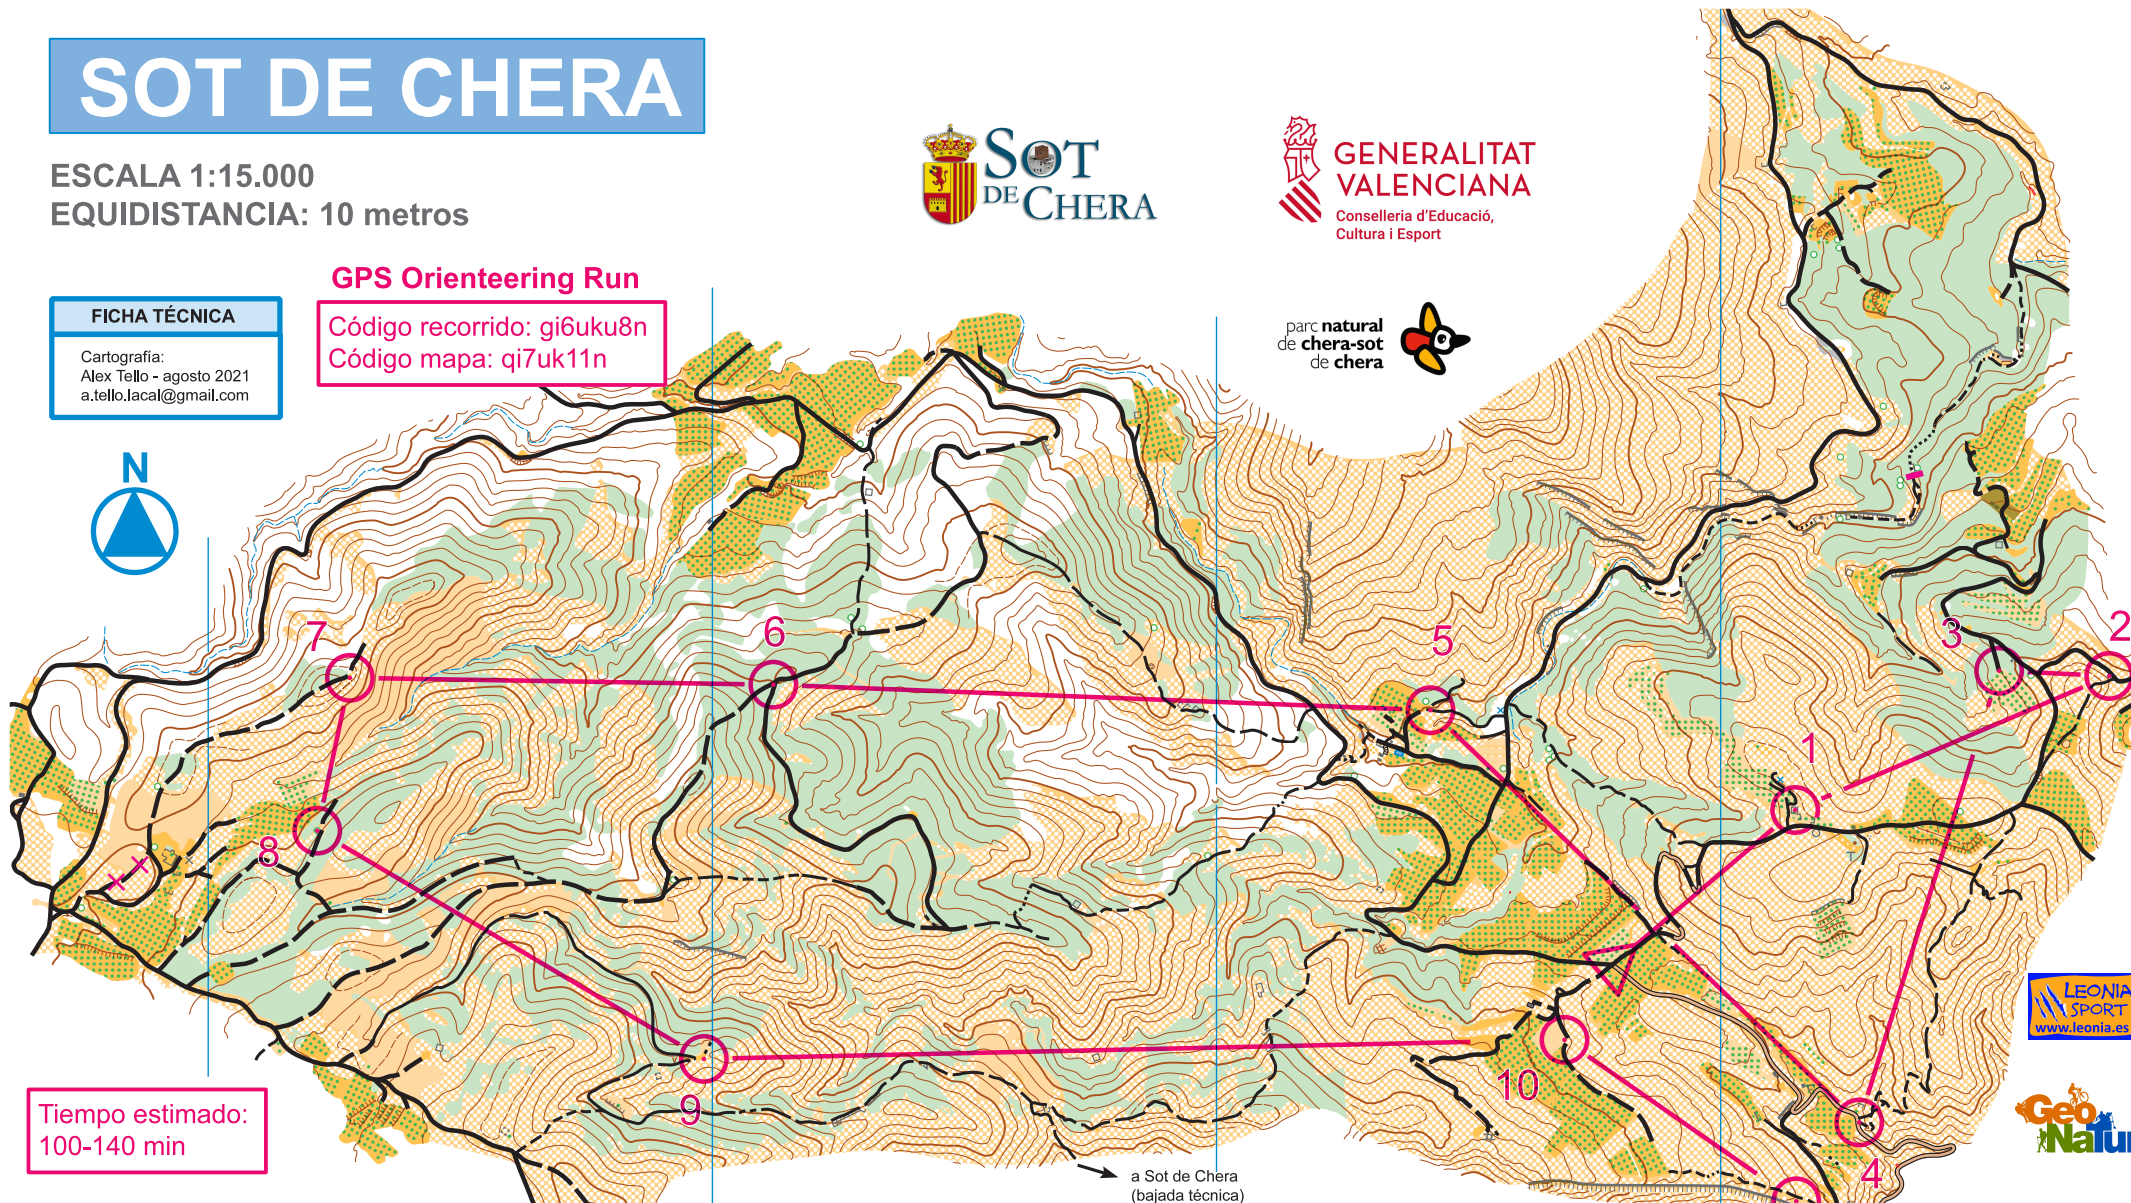 SOT DE CHERA
ESCALA 1:15.000
EQUIDISTANCIA: 10 metros
SOT
DE CHERA
GENERALITAT
VALENCIANA
Conselleria d'Educació,
Cultura i Esport
GPS Orienteering Run
Código recorrido: gi6uku8n
Código mapa: qi7uk11n
FICHA TÉCNICA
Cartografía:
Alex Tello - agosto 2021
a.tello.lacal@gmail.com
parc natural
de chera-sot
de chera
N
7
6
5
3
2
1
8
9
10
4
LEONIA
SPORT
www.leonia.es
Geo
Tiempo estimado:
100-140 min
a Sot de Chera
(bajada técnica)